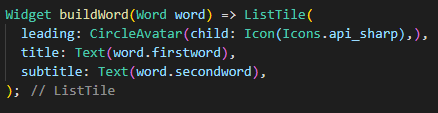 Widget buildWord(Word word) => ListTile(
  leading: CircleAvatar(child: Icon(Icons.api_sharp),),
  title: Text(word.firstword),
  subtitle: Text(word.secondword),
); // ListTile